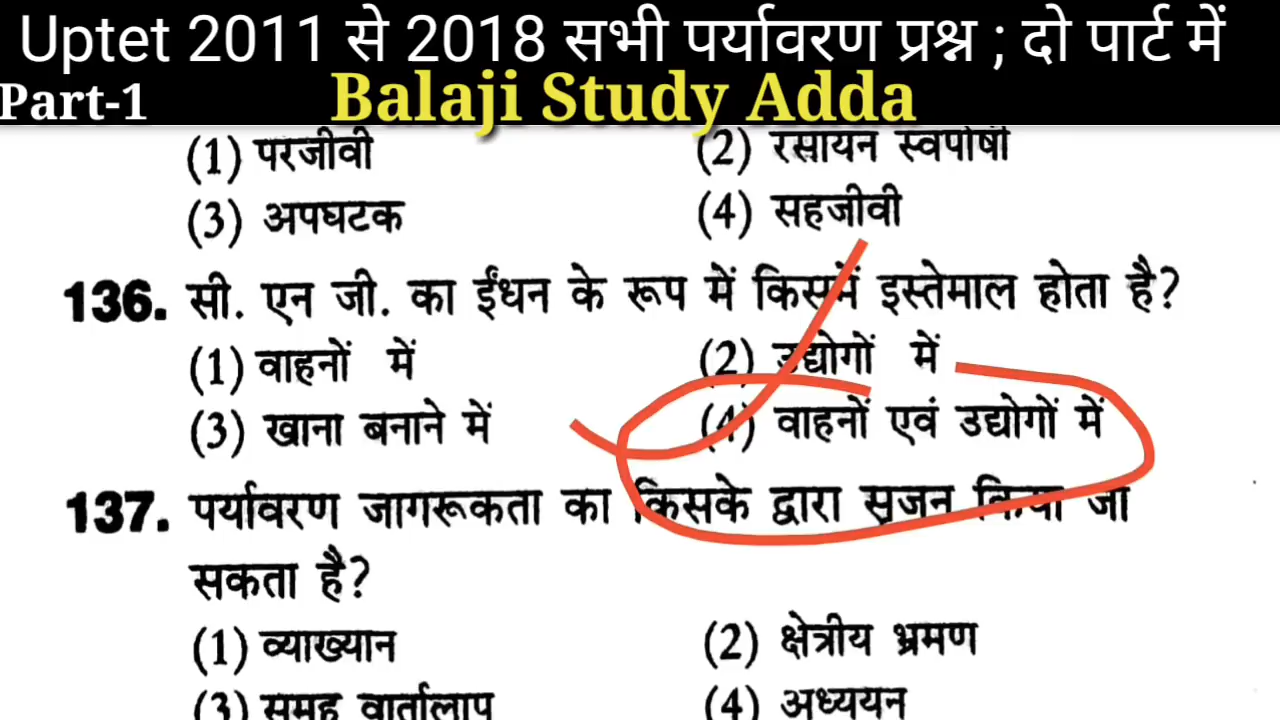 Uptet 2011 से 2018 सभी पर्यावरण प्रश्न ; दो पार्ट में
Part-1 Balaji Study Adda
(1) परजीवी (2) रसायन स्वपोषी
(3) अपघटक (4) सहजीवी
136. सी. एन जी. का ईंधन के रूप में किसमें इस्तेमाल होता है?
(1) वाहनों में (2) उद्योगों में
(3) खाना बनाने में (4) वाहनों एवं उद्योगों में
137. पर्यावरण जागरूकता का किसके द्वारा सृजन किया जा
सकता है?
(1) व्याख्यान (2) क्षेत्रीय भ्रमण
(3) समूह वार्तालाप (4) अध्ययन